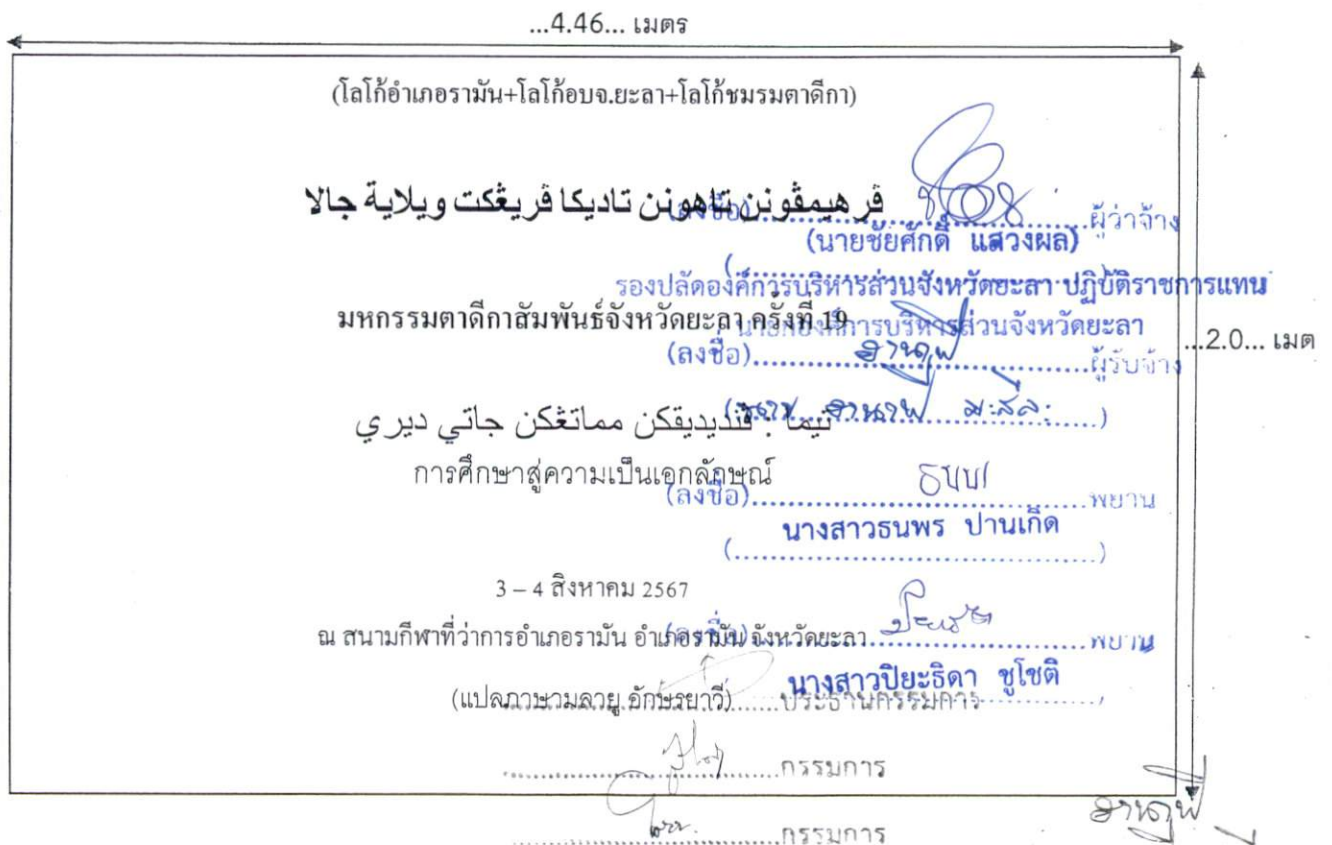 ...4.46... เมตร
(โลโก้อำเภอรามัน+โลโก้อบจ.ยะลา+โลโก้ชมรมตาดีกา)
ڤرهيمڤونن تاهونن تاديكا ڤريڠكت ويلاية جالا
(ลงชื่อ)........ผู้ว่าจ้าง
(นายชัยศักดิ์ แสวงผล)
รองปลัดองค์การบริหารส่วนจังหวัดยะลา ปฏิบัติราชการแทน
มหกรรมตาดีกาสัมพันธ์จังหวัดยะลา ครั้งที่ 19
นายกองค์การบริหารส่วนจังหวัดยะลา
...2.0... เมต
(ลงชื่อ)........ผู้รับจ้าง
تيما : ڤنديديقكن مماتڠكن جاتي ديري
การศึกษาสู่ความเป็นเอกลักษณ์
(ลงชื่อ)........พยาน
นางสาวธนพร ปานเกิด
3 – 4 สิงหาคม 2567
ณ สนามกีฬาที่ว่าการอำเภอรามัน อำเภอรามัน จังหวัดยะลา
(ลงชื่อ)........พยาน
นางสาวปิยะธิดา ชูโชติ
(แปลภาษามลายู อักษรยาวี)
........ประธานกรรมการ
........กรรมการ
........กรรมการ